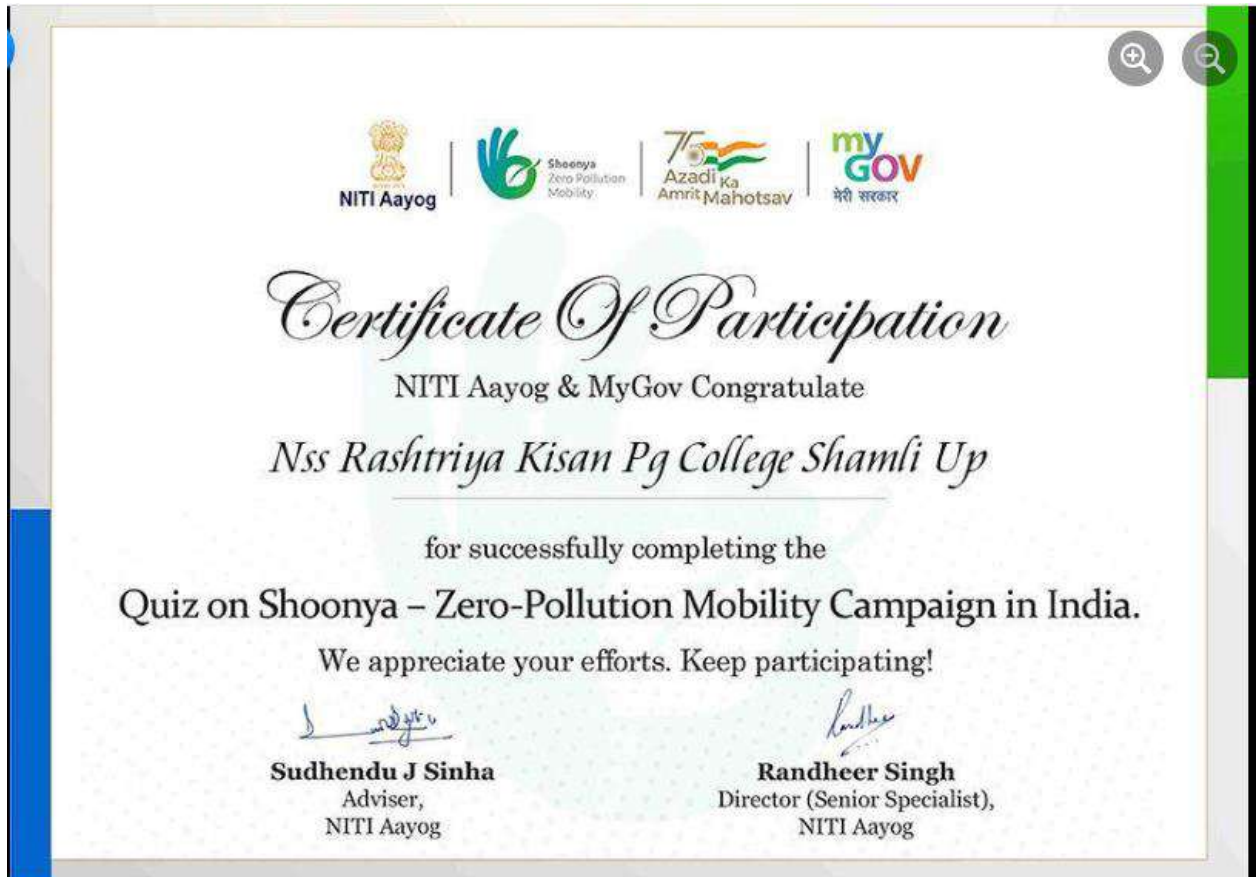 NITI Aayog
Shoonya
Zero Pollution
Mobility
75
Azadi Ka
Amrit Mahotsav
my
GOV
मेरी सरकार
Certificate Of Participation
NITI Aayog & MyGov Congratulate
Nss Rashtriya Kisan Pg College Shamli Up
for successfully completing the
Quiz on Shoonya – Zero-Pollution Mobility Campaign in India.
We appreciate your efforts. Keep participating!
Sudhendu J Sinha
Adviser,
NITI Aayog
Randheer Singh
Director (Senior Specialist),
NITI Aayog